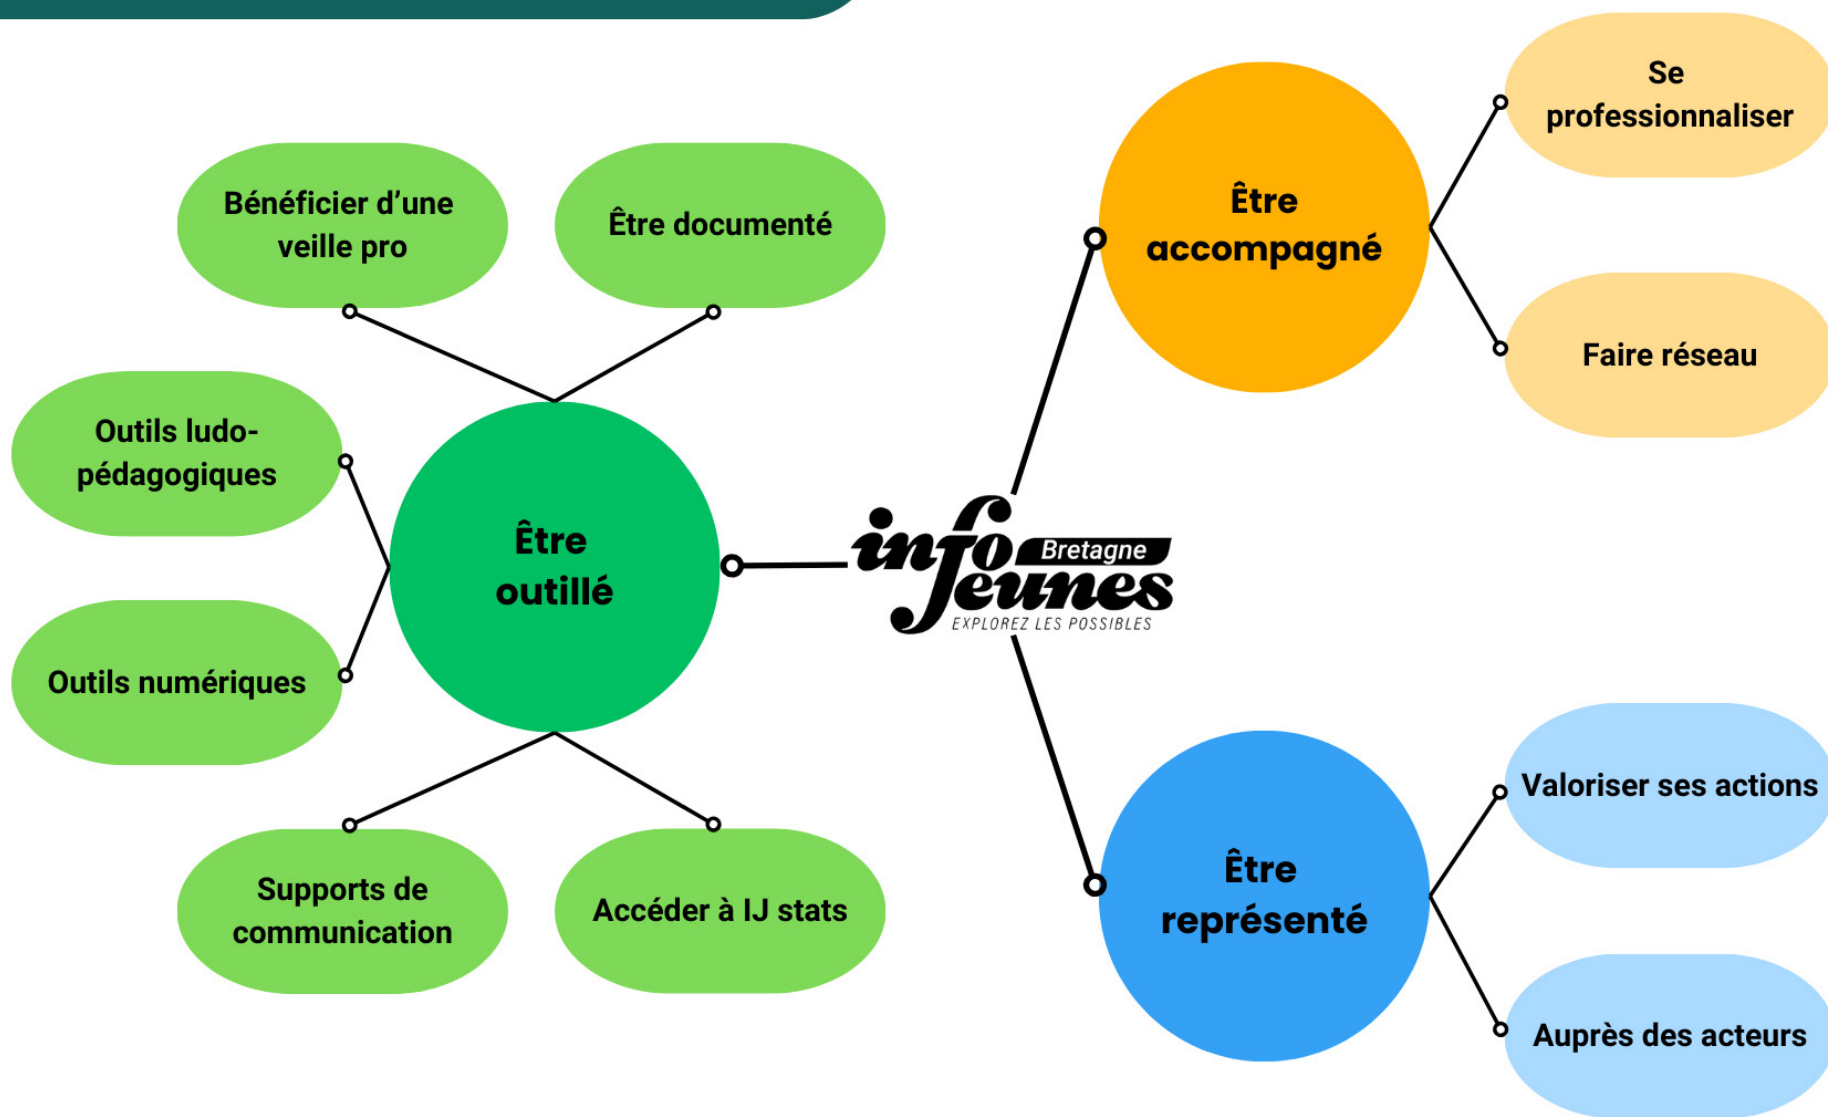 Se
professionnaliser
Bénéficier d’une
veille pro
Être documenté
Être
accompagné
Faire réseau
Outils ludo-
pédagogiques
Être
outillé
info
Bretagne
Jeunes
EXPLOREZ LES POSSIBLES
Outils numériques
Valoriser ses actions
Être
représenté
Supports de
communication
Accéder à IJ stats
Auprès des acteurs